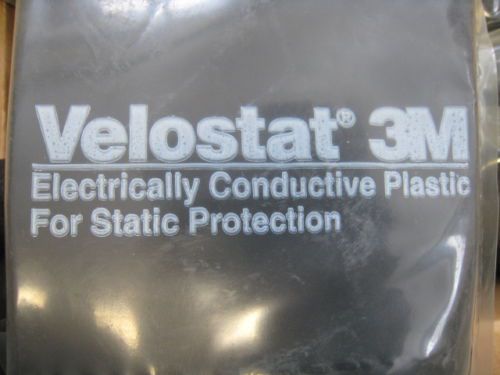 Velostat® 3M
Electrically Conductive Plastic
For Static Protection